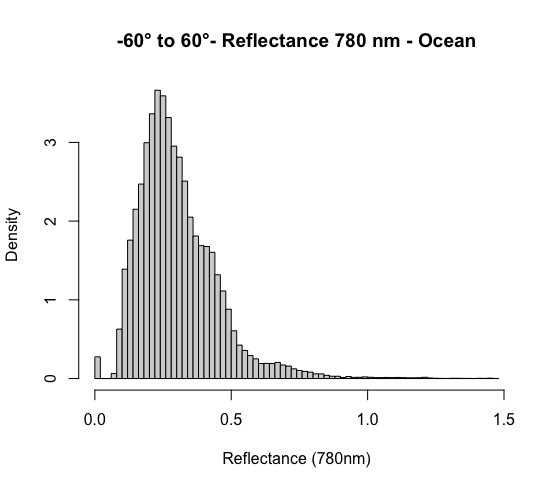 -60° to 60°- Reflectance 780 nm - Ocean
Density
3
2
1
0
0.0 0.5 1.0 1.5
Reflectance (780nm)